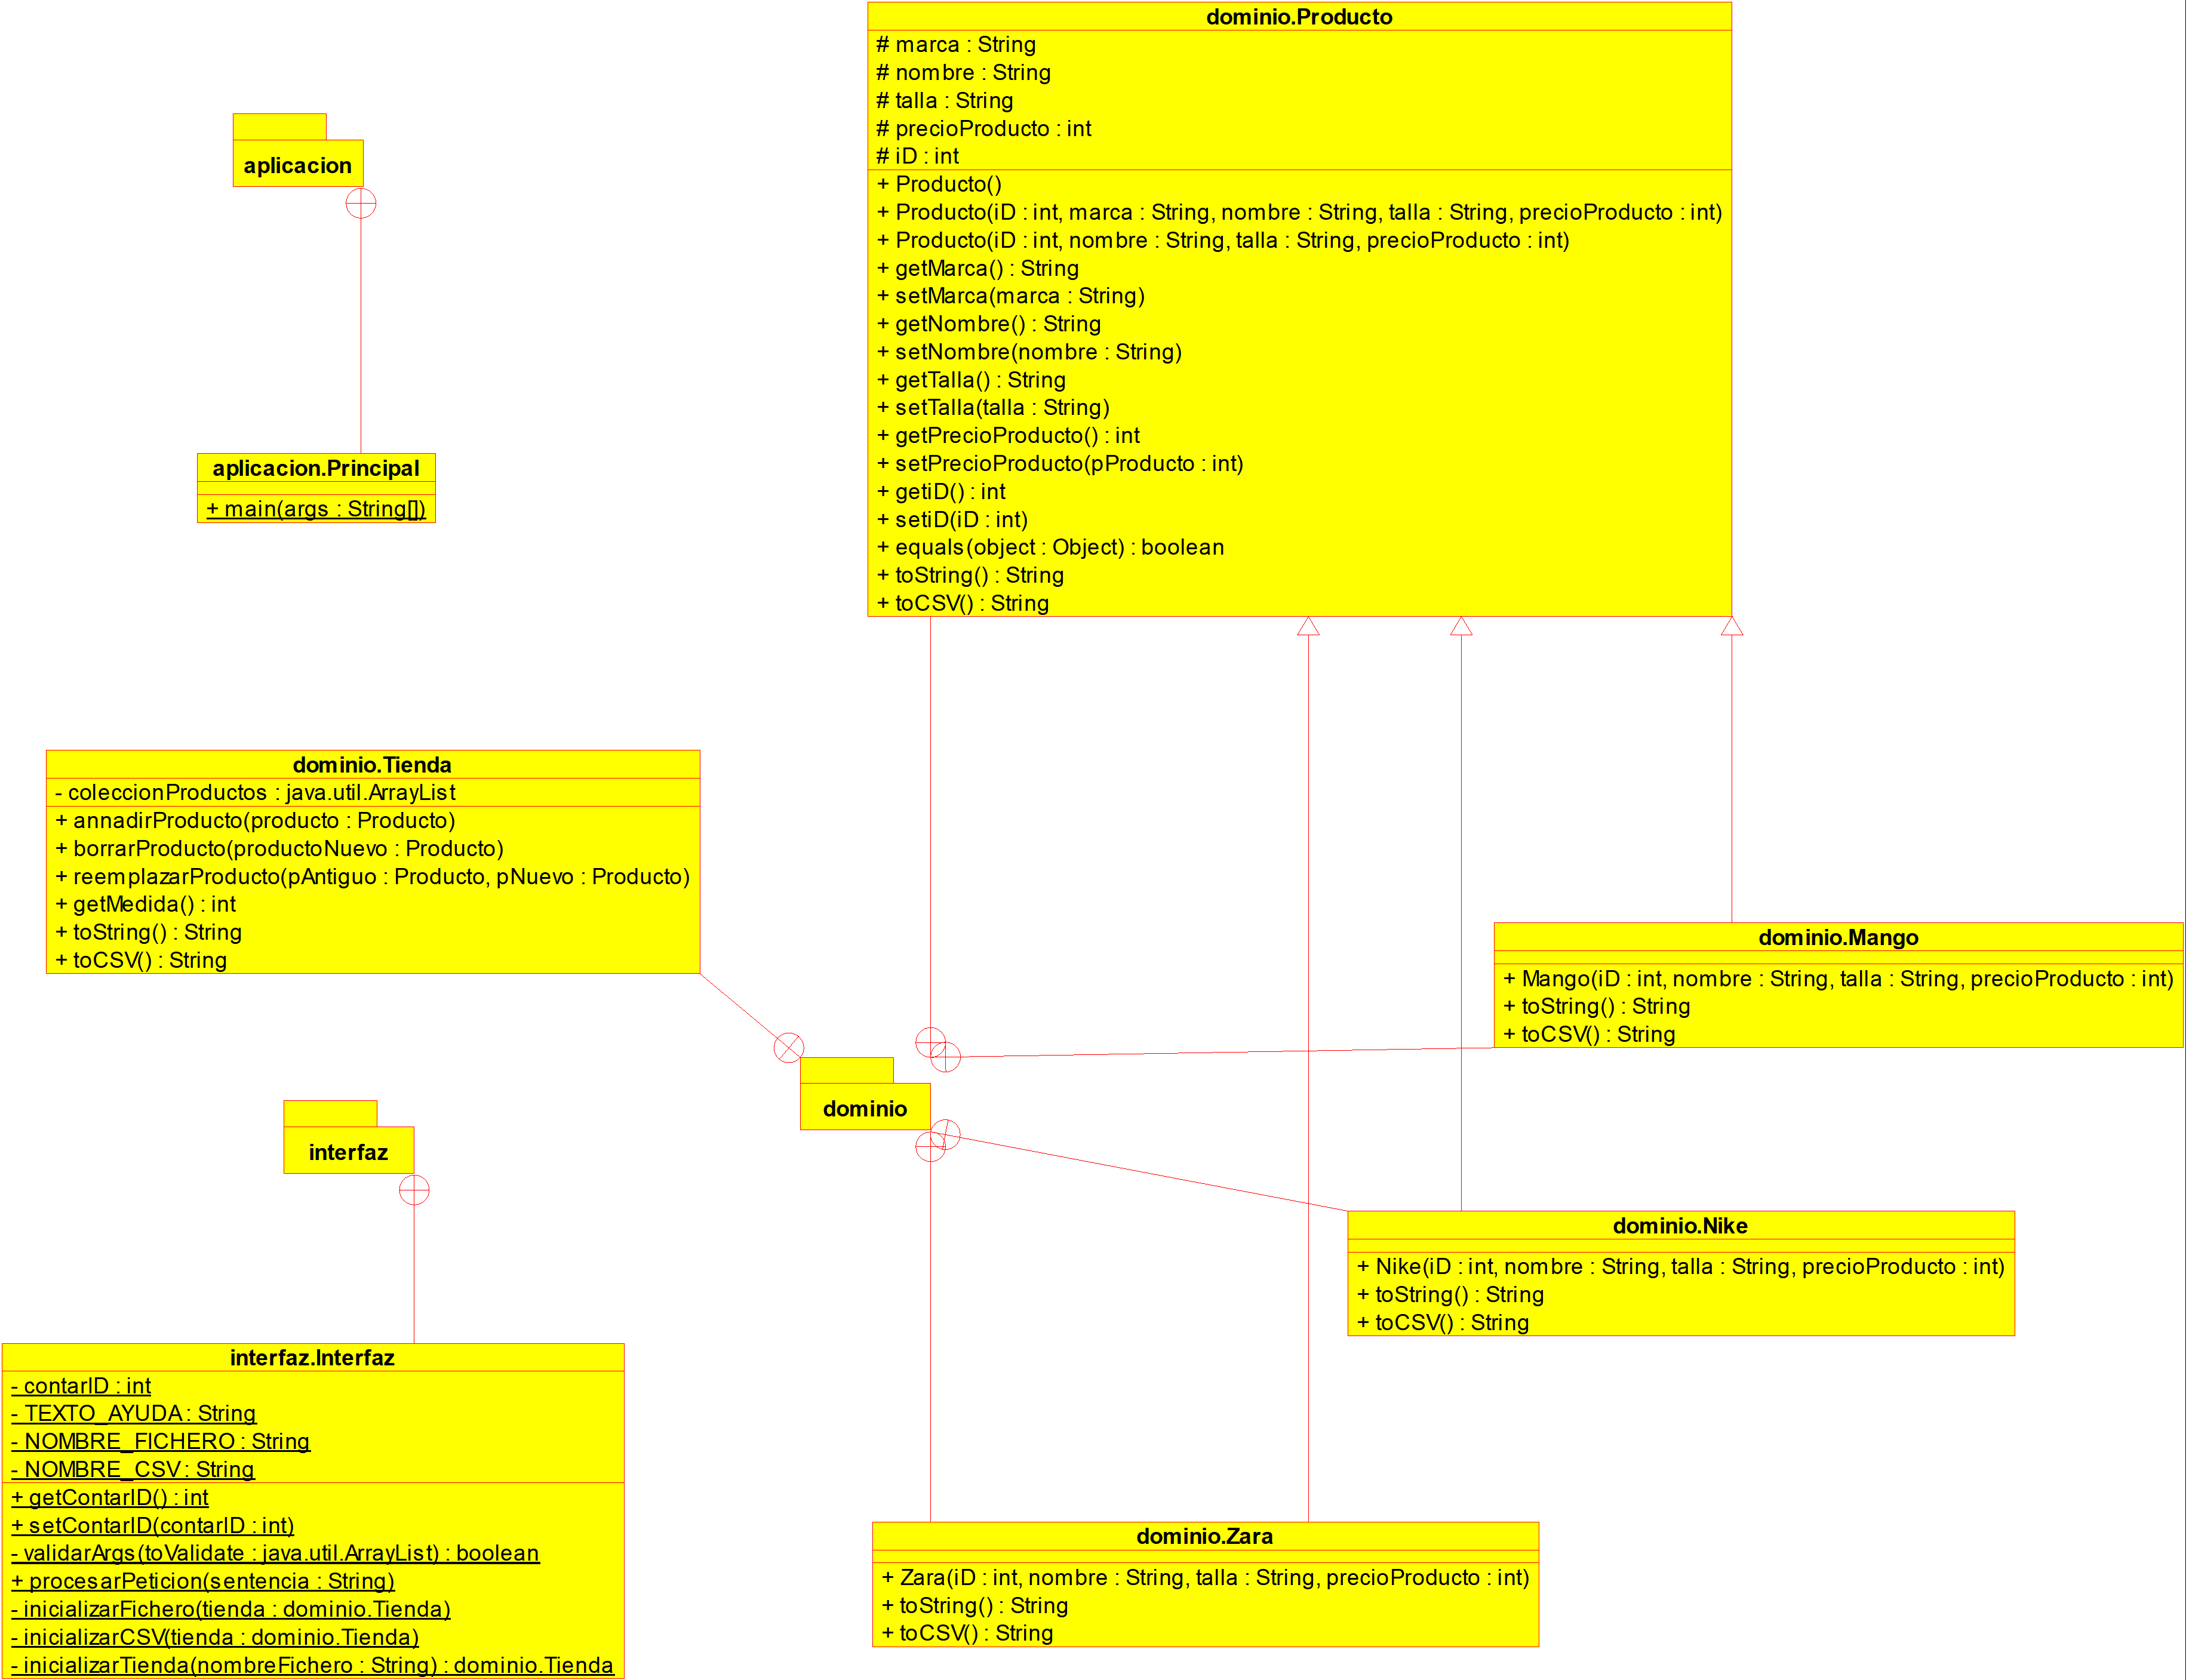 dominio.Producto
# marca : String
# nombre : String
# talla : String
# precioProducto : int
# iD : int
+ Producto()
+ Producto(iD : int, marca : String, nombre : String, talla : String, precioProducto : int)
+ Producto(iD : int, nombre : String, talla : String, precioProducto : int)
+ getMarca() : String
+ setMarca(marca : String)
+ getNombre() : String
+ setNombre(nombre : String)
+ getTalla() : String
+ setTalla(talla : String)
+ getPrecioProducto() : int
+ setPrecioProducto(pProducto : int)
+ getiD() : int
+ setiD(iD : int)
+ equals(object : Object) : boolean
+ toString() : String
+ toCSV() : String
aplicacion
aplicacion.Principal
+ main(args : String[])
dominio.Tienda
- coleccionProductos : java.util.ArrayList
+ annadirProducto(producto : Producto)
+ borrarProducto(productoNuevo : Producto)
+ reemplazarProducto(pAntiguo : Producto, pNuevo : Producto)
+ getMedida() : int
+ toString() : String
+ toCSV() : String
dominio.Mango
+ Mango(iD : int, nombre : String, talla : String, precioProducto : int)
+ toString() : String
+ toCSV() : String
dominio
interfaz
dominio.Nike
+ Nike(iD : int, nombre : String, talla : String, precioProducto : int)
+ toString() : String
+ toCSV() : String
interfaz.Interfaz
- contarID : int
- TEXTO_AYUDA : String
- NOMBRE_FICHERO : String
- NOMBRE_CSV : String
+ getContarID() : int
+ setContarID(contarID : int)
- validarArgs(toValidate : java.util.ArrayList) : boolean
+ procesarPeticion(sentencia : String)
- inicializarFichero(tienda : dominio.Tienda)
- inicializarCSV(tienda : dominio.Tienda)
- inicializarTienda(nombreFichero : String) : dominio.Tienda
dominio.Zara
+ Zara(iD : int, nombre : String, talla : String, precioProducto : int)
+ toString() : String
+ toCSV() : String